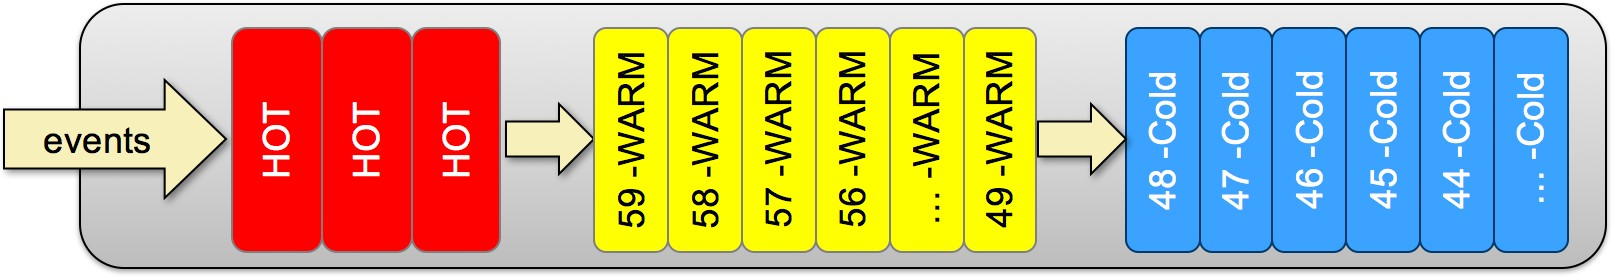 events
HOT
HOT
HOT
59 -WARM
58 -WARM
57 -WARM
56 -WARM
... -WARM
49 -WARM
48 -Cold
47 -Cold
46 -Cold
45 -Cold
44 -Cold
... -Cold